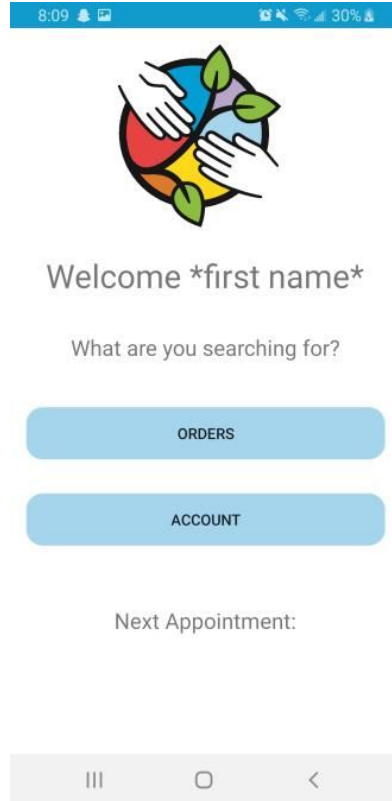 8:09 30%
Welcome *first name*
What are you searching for?
ORDERS
ACCOUNT
Next Appointment: